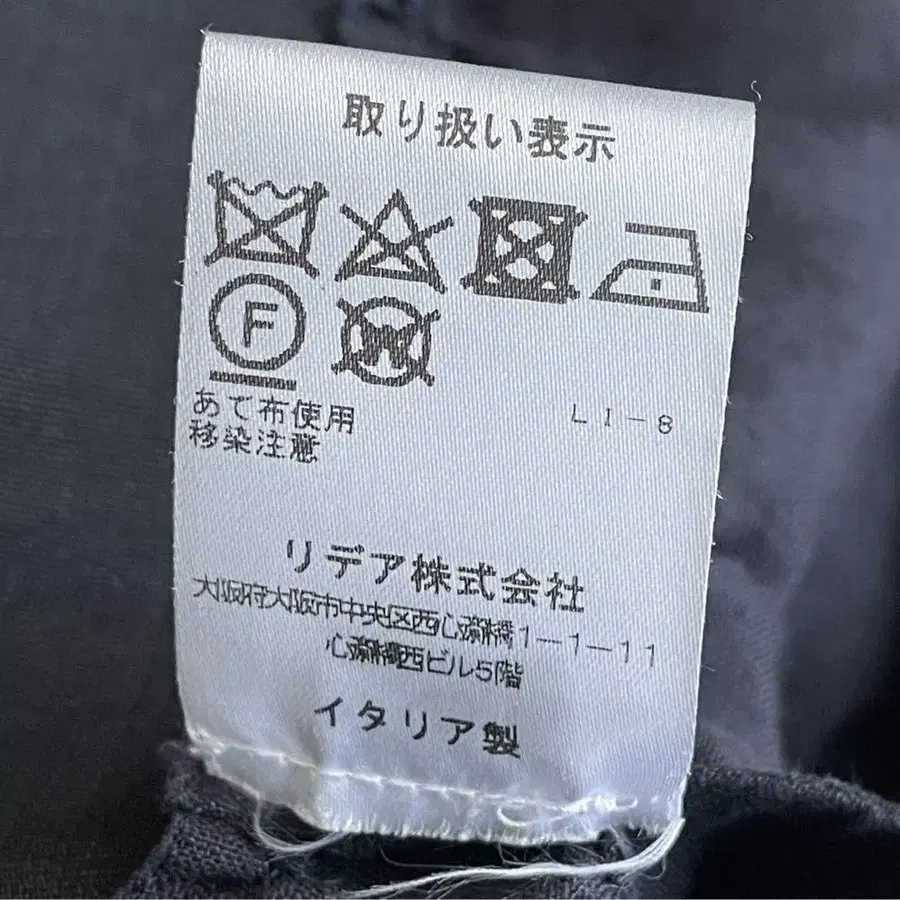 取り扱い表示
F
W
あて布使用
移染注意
LI-8
リデア株式会社
大阪府大阪市中央区西心斎橋1-1-11
心斎橋西ビル5階
イタリア製